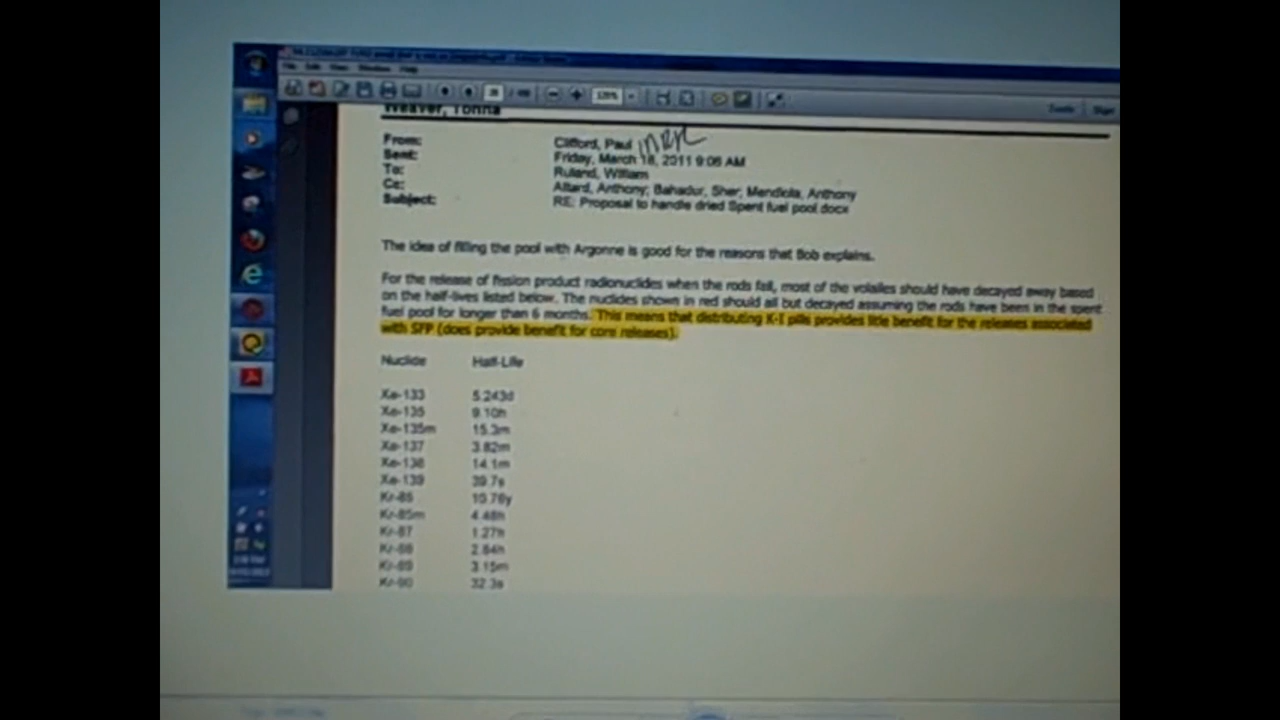 Weaver, Tonna
From: Clifford, Paul
Sent: Friday, March 18, 2011 9:06 AM
To: Ruland, William
Cc: Attard, Anthony; Bahadur, Sher; Mendiola, Anthony
Subject: RE: Proposal to handle dried Spent fuel pool.docx
The idea of filling the pool with Argonne is good for the reasons that Bob explains.
For the release of fission product radionuclides when the rods fail, most of the volailes should have decayed away based
on the half-lives listed below. The nuclides shown in red should all but decayed assuming the rods have been in the spent
fuel pool for longer than 6 months. This means that distributing K-I pills provides litle benefit for the releases associated
with SFP (does provide benefit for core releases).
Nuclide Half-Life
Xe-133 5.243d
Xe-135 9.10h
Xe-135m 15.3m
Xe-137 3.82m
Xe-138 14.1m
Xe-139 39.7s
Kr-85 10.76y
Kr-85m 4.48h
Kr-87 1.27h
Kr-88 2.84h
Kr-89 3.15m
Kr-90 32.3s